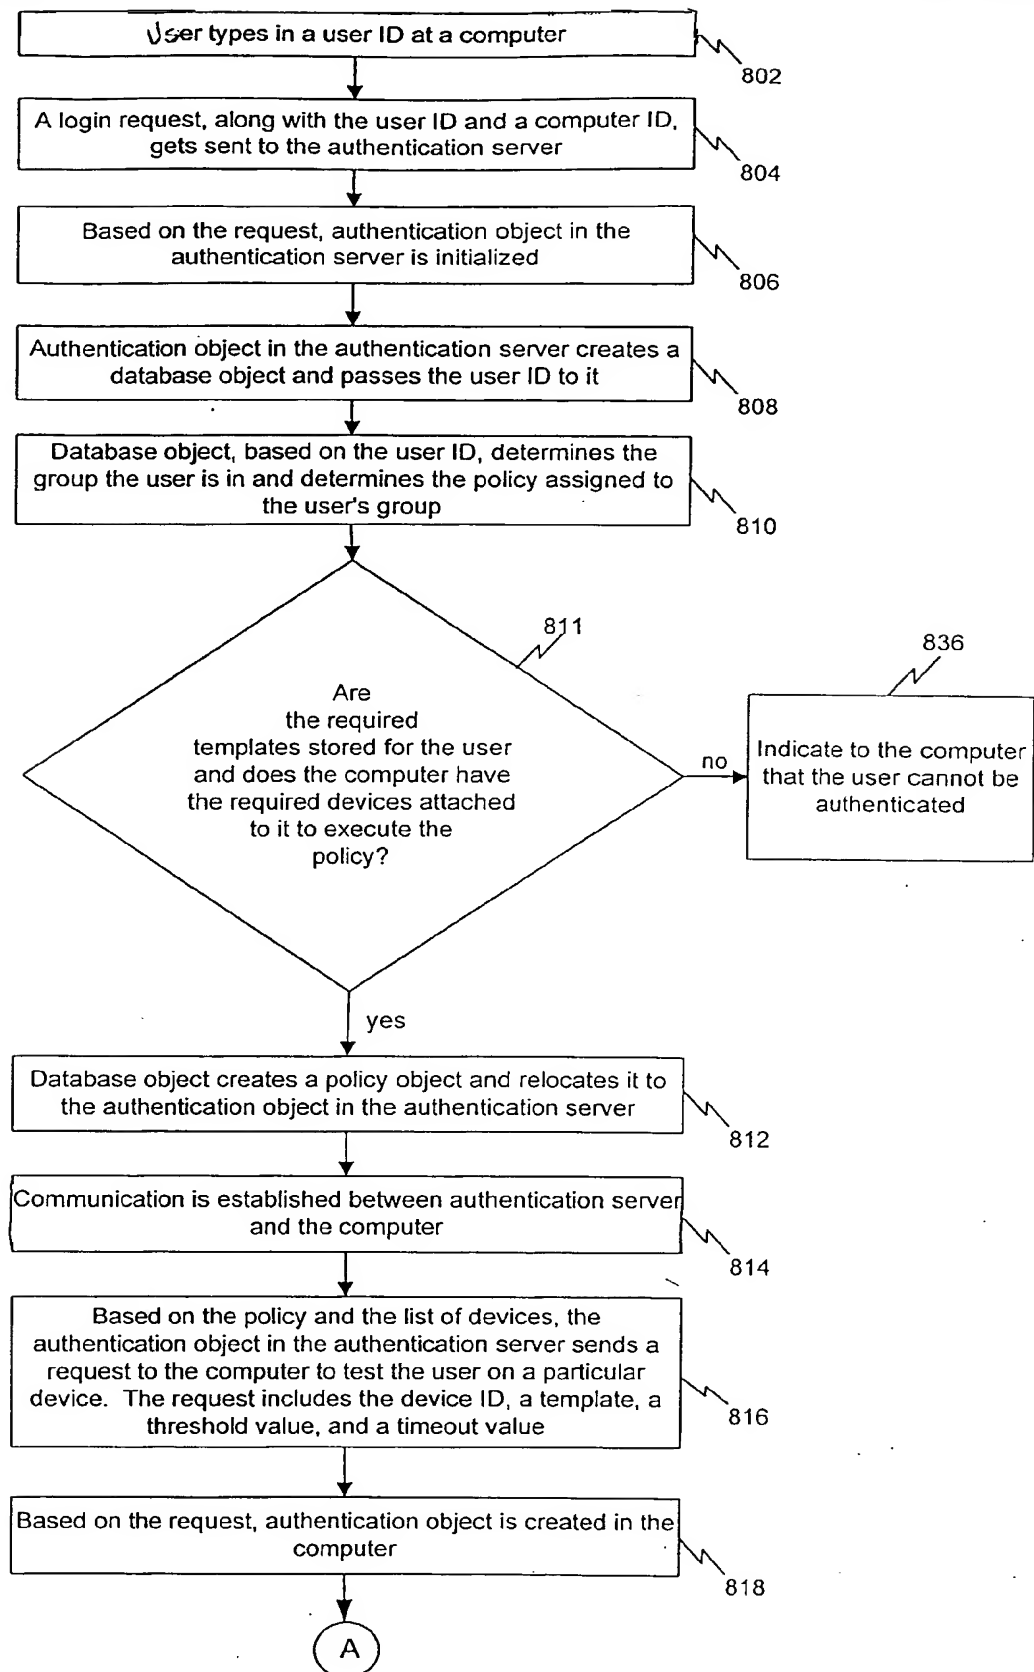 User types in a user ID at a computer
802
A login request, along with the user ID and a computer ID,
gets sent to the authentication server
804
Based on the request, authentication object in the
authentication server is initialized
806
Authentication object in the authentication server creates a
database object and passes the user ID to it
808
Database object, based on the user ID, determines the
group the user is in and determines the policy assigned to
the user's group
810
811
Are
the required
templates stored for the user
and does the computer have
the required devices attached
to it to execute the
policy?
no
836
Indicate to the computer
that the user cannot be
authenticated
yes
Database object creates a policy object and relocates it to
the authentication object in the authentication server
812
Communication is established between authentication server
and the computer
814
Based on the policy and the list of devices, the
authentication object in the authentication server sends a
request to the computer to test the user on a particular
device. The request includes the device ID, a template, a
threshold value, and a timeout value
816
Based on the request, authentication object is created in the
computer
818
A